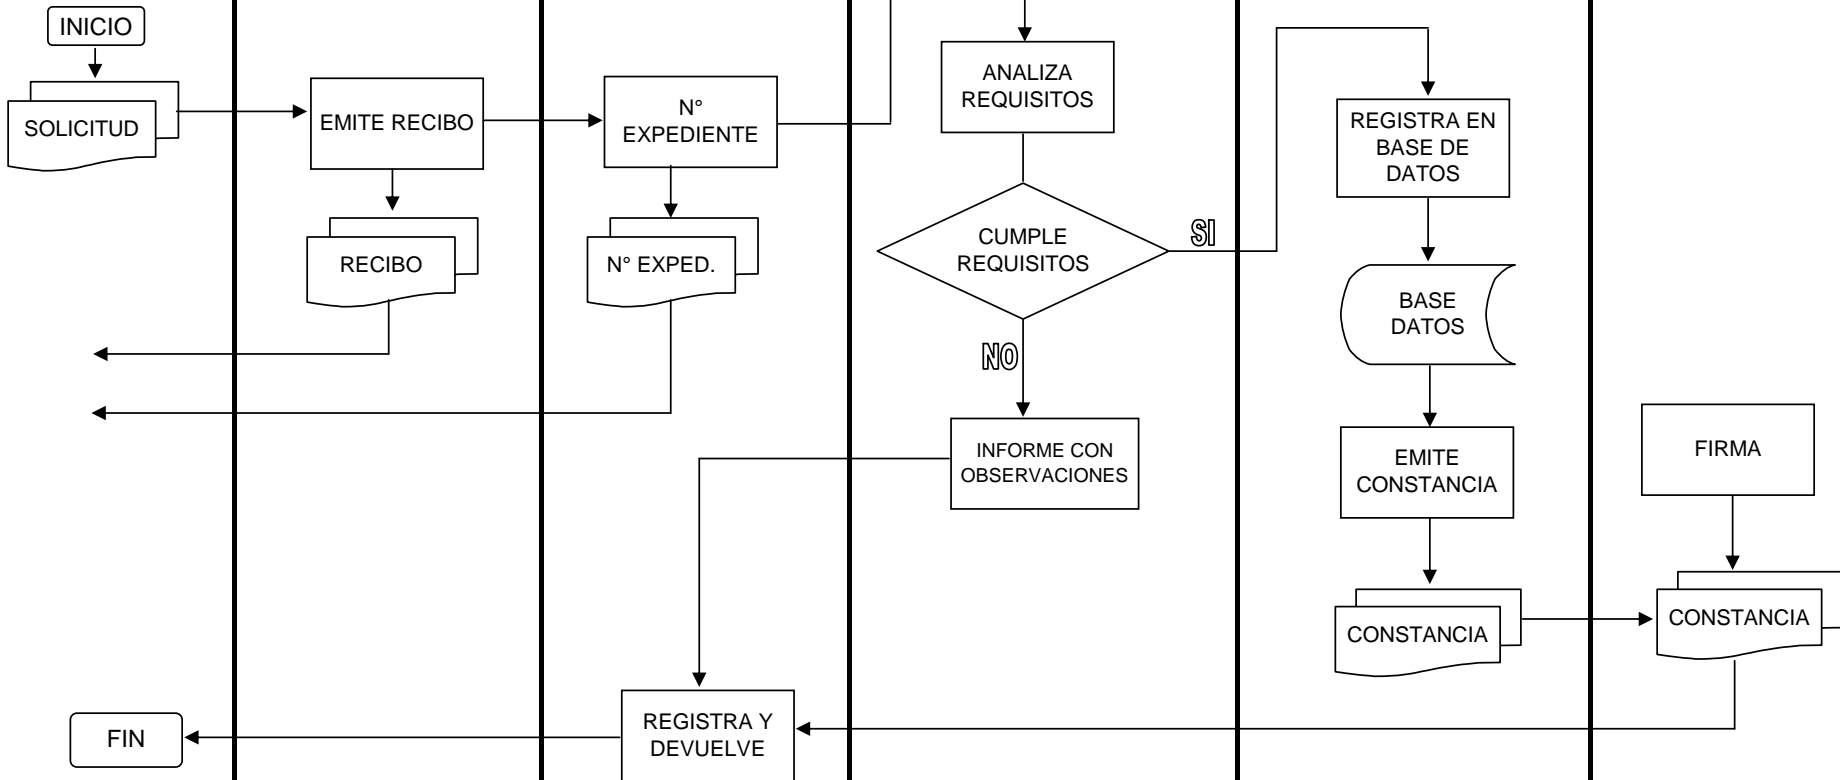 INICIO
SOLICITUD
EMITE RECIBO
RECIBO
N°
EXPEDIENTE
N° EXPED.
ANALIZA
REQUISITOS
CUMPLE
REQUISITOS
SI
NO
INFORME CON
OBSERVACIONES
REGISTRA EN
BASE DE
DATOS
BASE
DATOS
EMITE
CONSTANCIA
CONSTANCIA
FIRMA
CONSTANCIA
REGISTRA Y
DEVUELVE
FIN